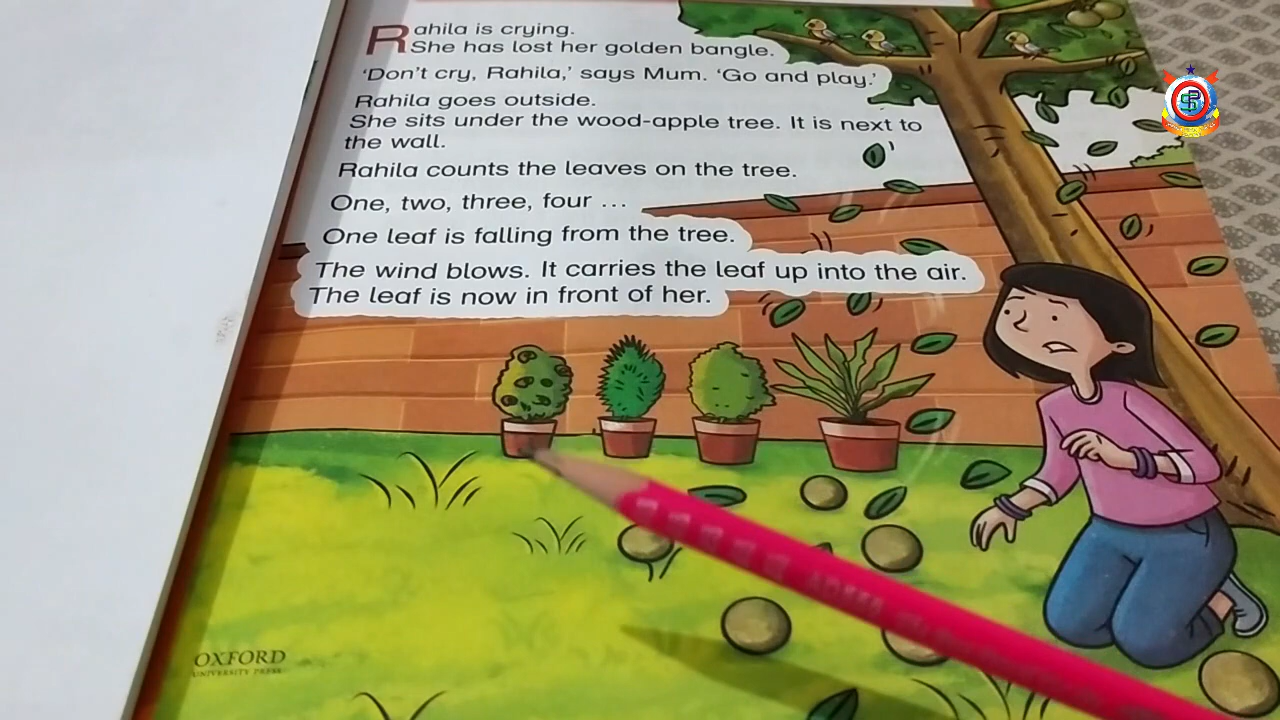 Rahila is crying.
She has lost her golden bangle.
‘Don’t cry, Rahila,’ says Mum. ‘Go and play.’
Rahila goes outside.
She sits under the wood-apple tree. It is next to
the wall.
Rahila counts the leaves on the tree.
One, two, three, four ...
One leaf is falling from the tree.
The wind blows. It carries the leaf up into the air.
The leaf is now in front of her.
OXFORD
UNIVERSITY PRESS